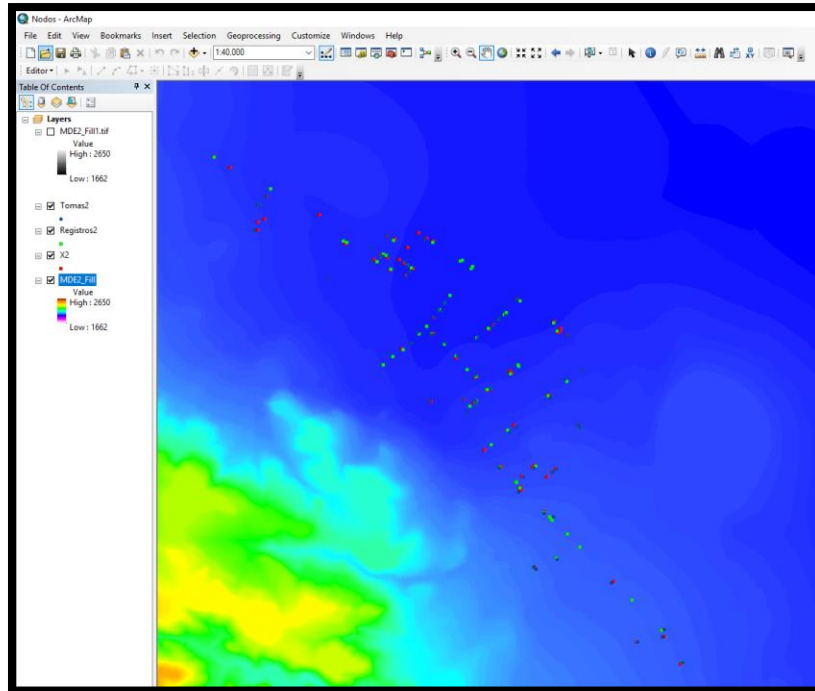 Nodos - ArcMap
File Edit View Bookmarks Insert Selection Geoprocessing Customize Windows Help
1:40,000
Editor
Table Of Contents
Layers
MDE2_Fill1.tif
Value
High : 2650
Low : 1662
Tomas2
Registros2
X2
MDE2_Fill
Value
High : 2650
Low : 1662